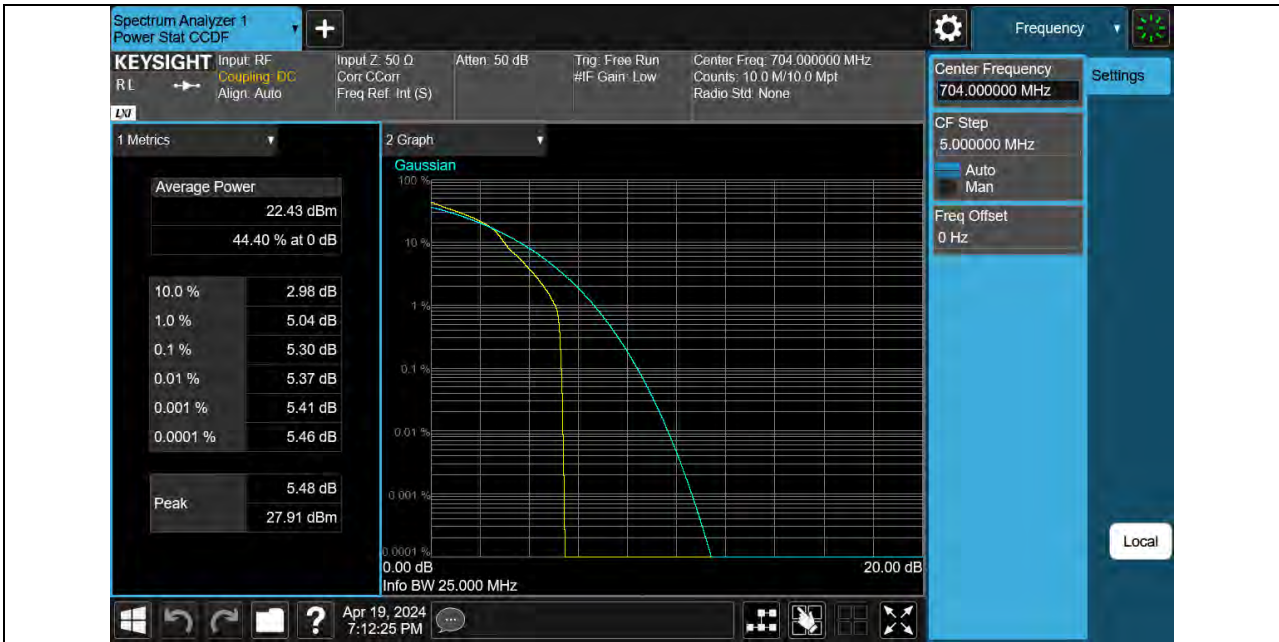 Spectrum Analyzer 1
Power Stat CCDF
Frequency
KEYSIGHT
RL
LXI
Input: RF
Coupling: DC
Align: Auto
Input Z: 50 Ω
Corr CCorr
Freq Ref: Int (S)
Atten: 50 dB
Trig: Free Run
#IF Gain: Low
Center Freq: 704.000000 MHz
Counts: 10.0 M/10.0 Mpt
Radio Std: None
Center Frequency
704.000000 MHz
Settings
CF Step
5.000000 MHz
Auto
Man
Freq Offset
0 Hz
1 Metrics
Average Power
22.43 dBm
44.40 % at 0 dB
10.0 % 2.98 dB
1.0 % 5.04 dB
0.1 % 5.30 dB
0.01 % 5.37 dB
0.001 % 5.41 dB
0.0001 % 5.46 dB
Peak
5.48 dB
27.91 dBm
2 Graph
Gaussian
100 %
10 %
1 %
0.1 %
0.01 %
0.001 %
0.0001 %
0.00 dB 20.00 dB
Info BW 25.000 MHz
Local
?
Apr 19, 2024
7:12:25 PM